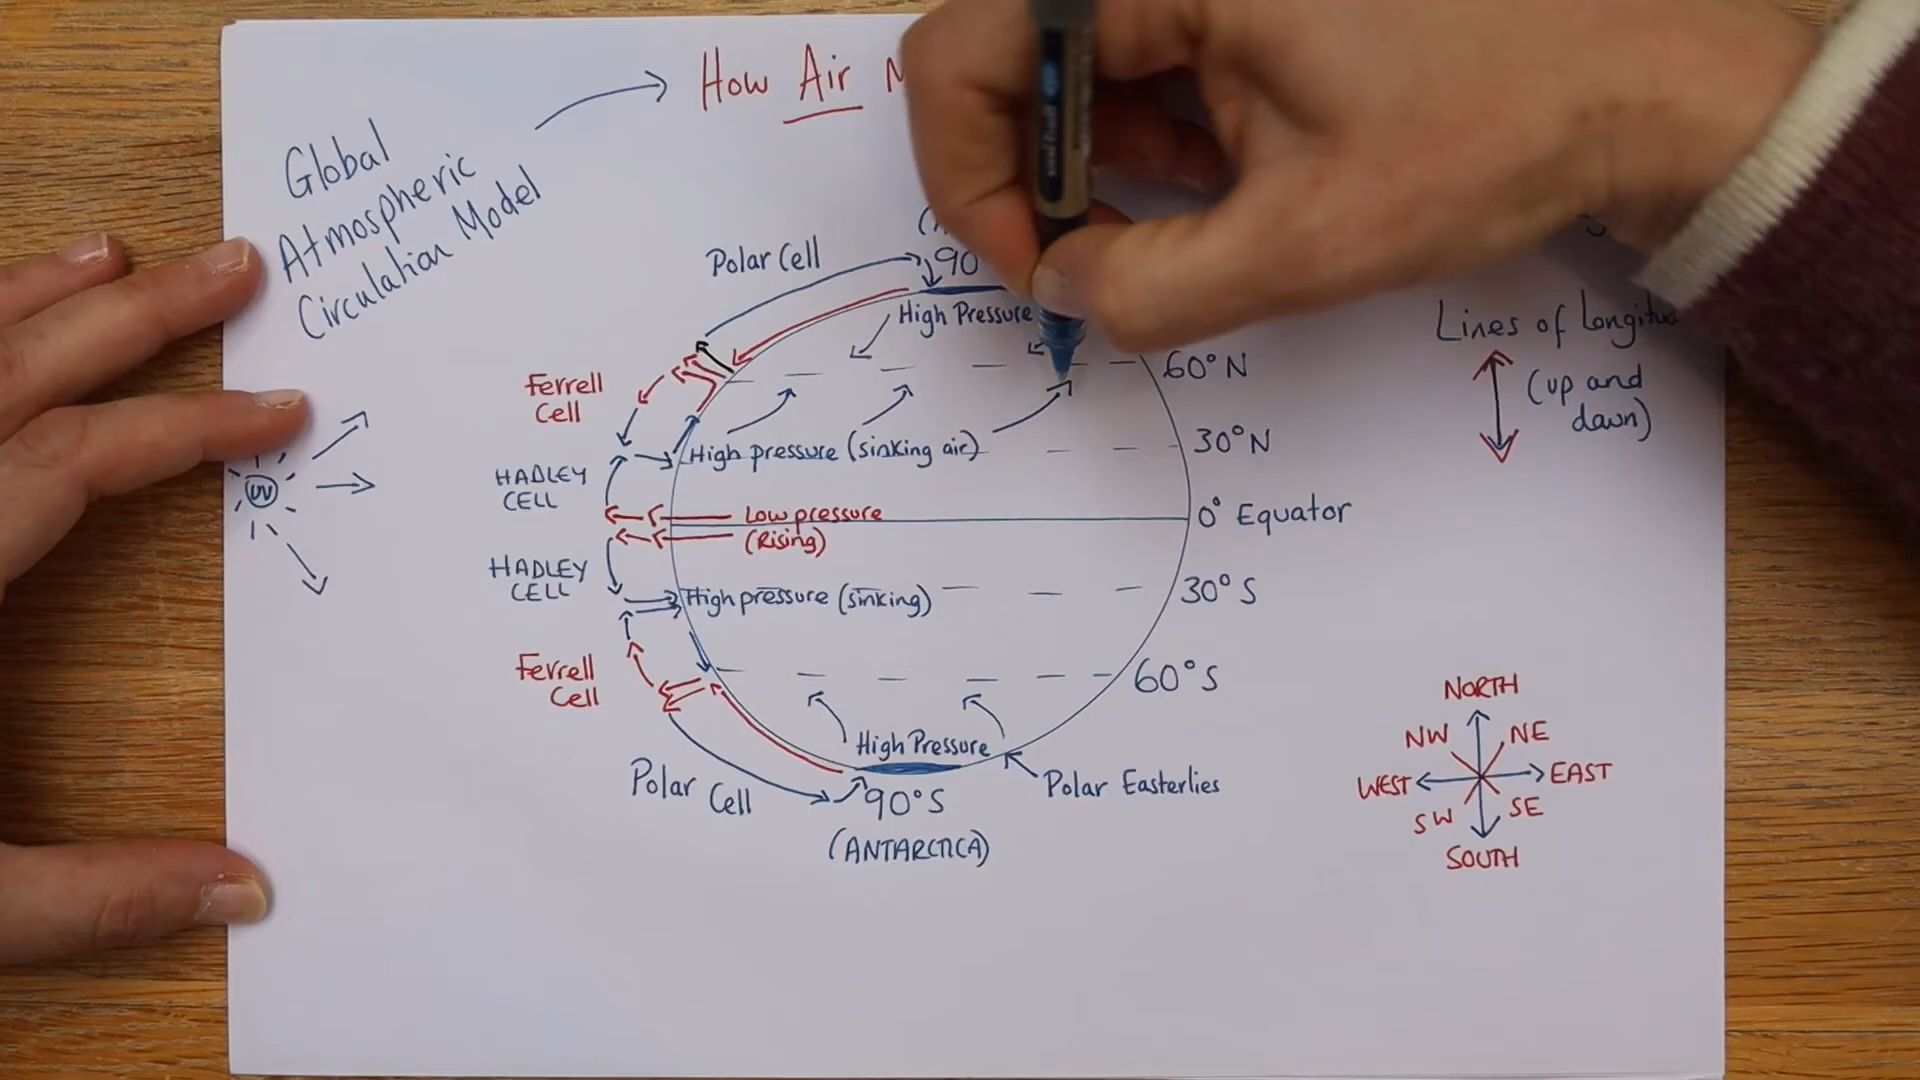 How Air
Global
Atmospheric
Circulation Model
Polar Cell
90
High Pressure
Lines of
(up and
down)
60°N
Ferrell
Cell
30°N
High pressure (sinking air)
HADLEY
CELL
UV
Low pressure
(Rising)
0° Equator
HADLEY
CELL
High pressure (sinking)
30°S
Ferrell
Cell
60°S
NORTH
NW
NE
WEST
EAST
SW
SE
SOUTH
High Pressure
Polar Cell
90°S
Polar Easterlies
(ANTARCTICA)